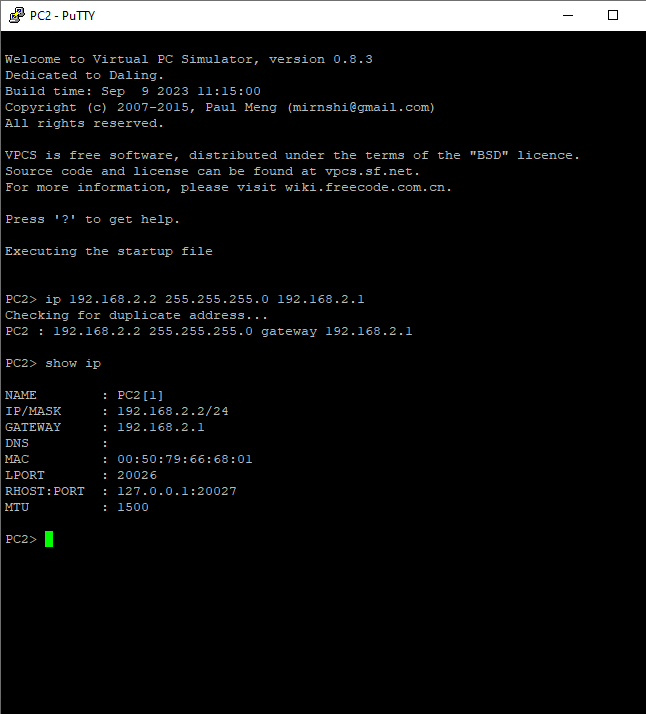 PC2 - PuTTY
Welcome to Virtual PC Simulator, version 0.8.3
Dedicated to Daling.
Build time: Sep  9 2023 11:15:00
Copyright (c) 2007-2015, Paul Meng (mirnshi@gmail.com)
All rights reserved.
VPCS is free software, distributed under the terms of the "BSD" licence.
Source code and license can be found at vpcs.sf.net.
For more information, please visit wiki.freecode.com.cn.
Press '?' to get help.
Executing the startup file
PC2> ip 192.168.2.2 255.255.255.0 192.168.2.1
Checking for duplicate address...
PC2 : 192.168.2.2 255.255.255.0 gateway 192.168.2.1
PC2> show ip
NAME        : PC2[1]
IP/MASK     : 192.168.2.2/24
GATEWAY     : 192.168.2.1
DNS         :
MAC         : 00:50:79:66:68:01
LPORT       : 20026
RHOST:PORT  : 127.0.0.1:20027
MTU         : 1500
PC2>